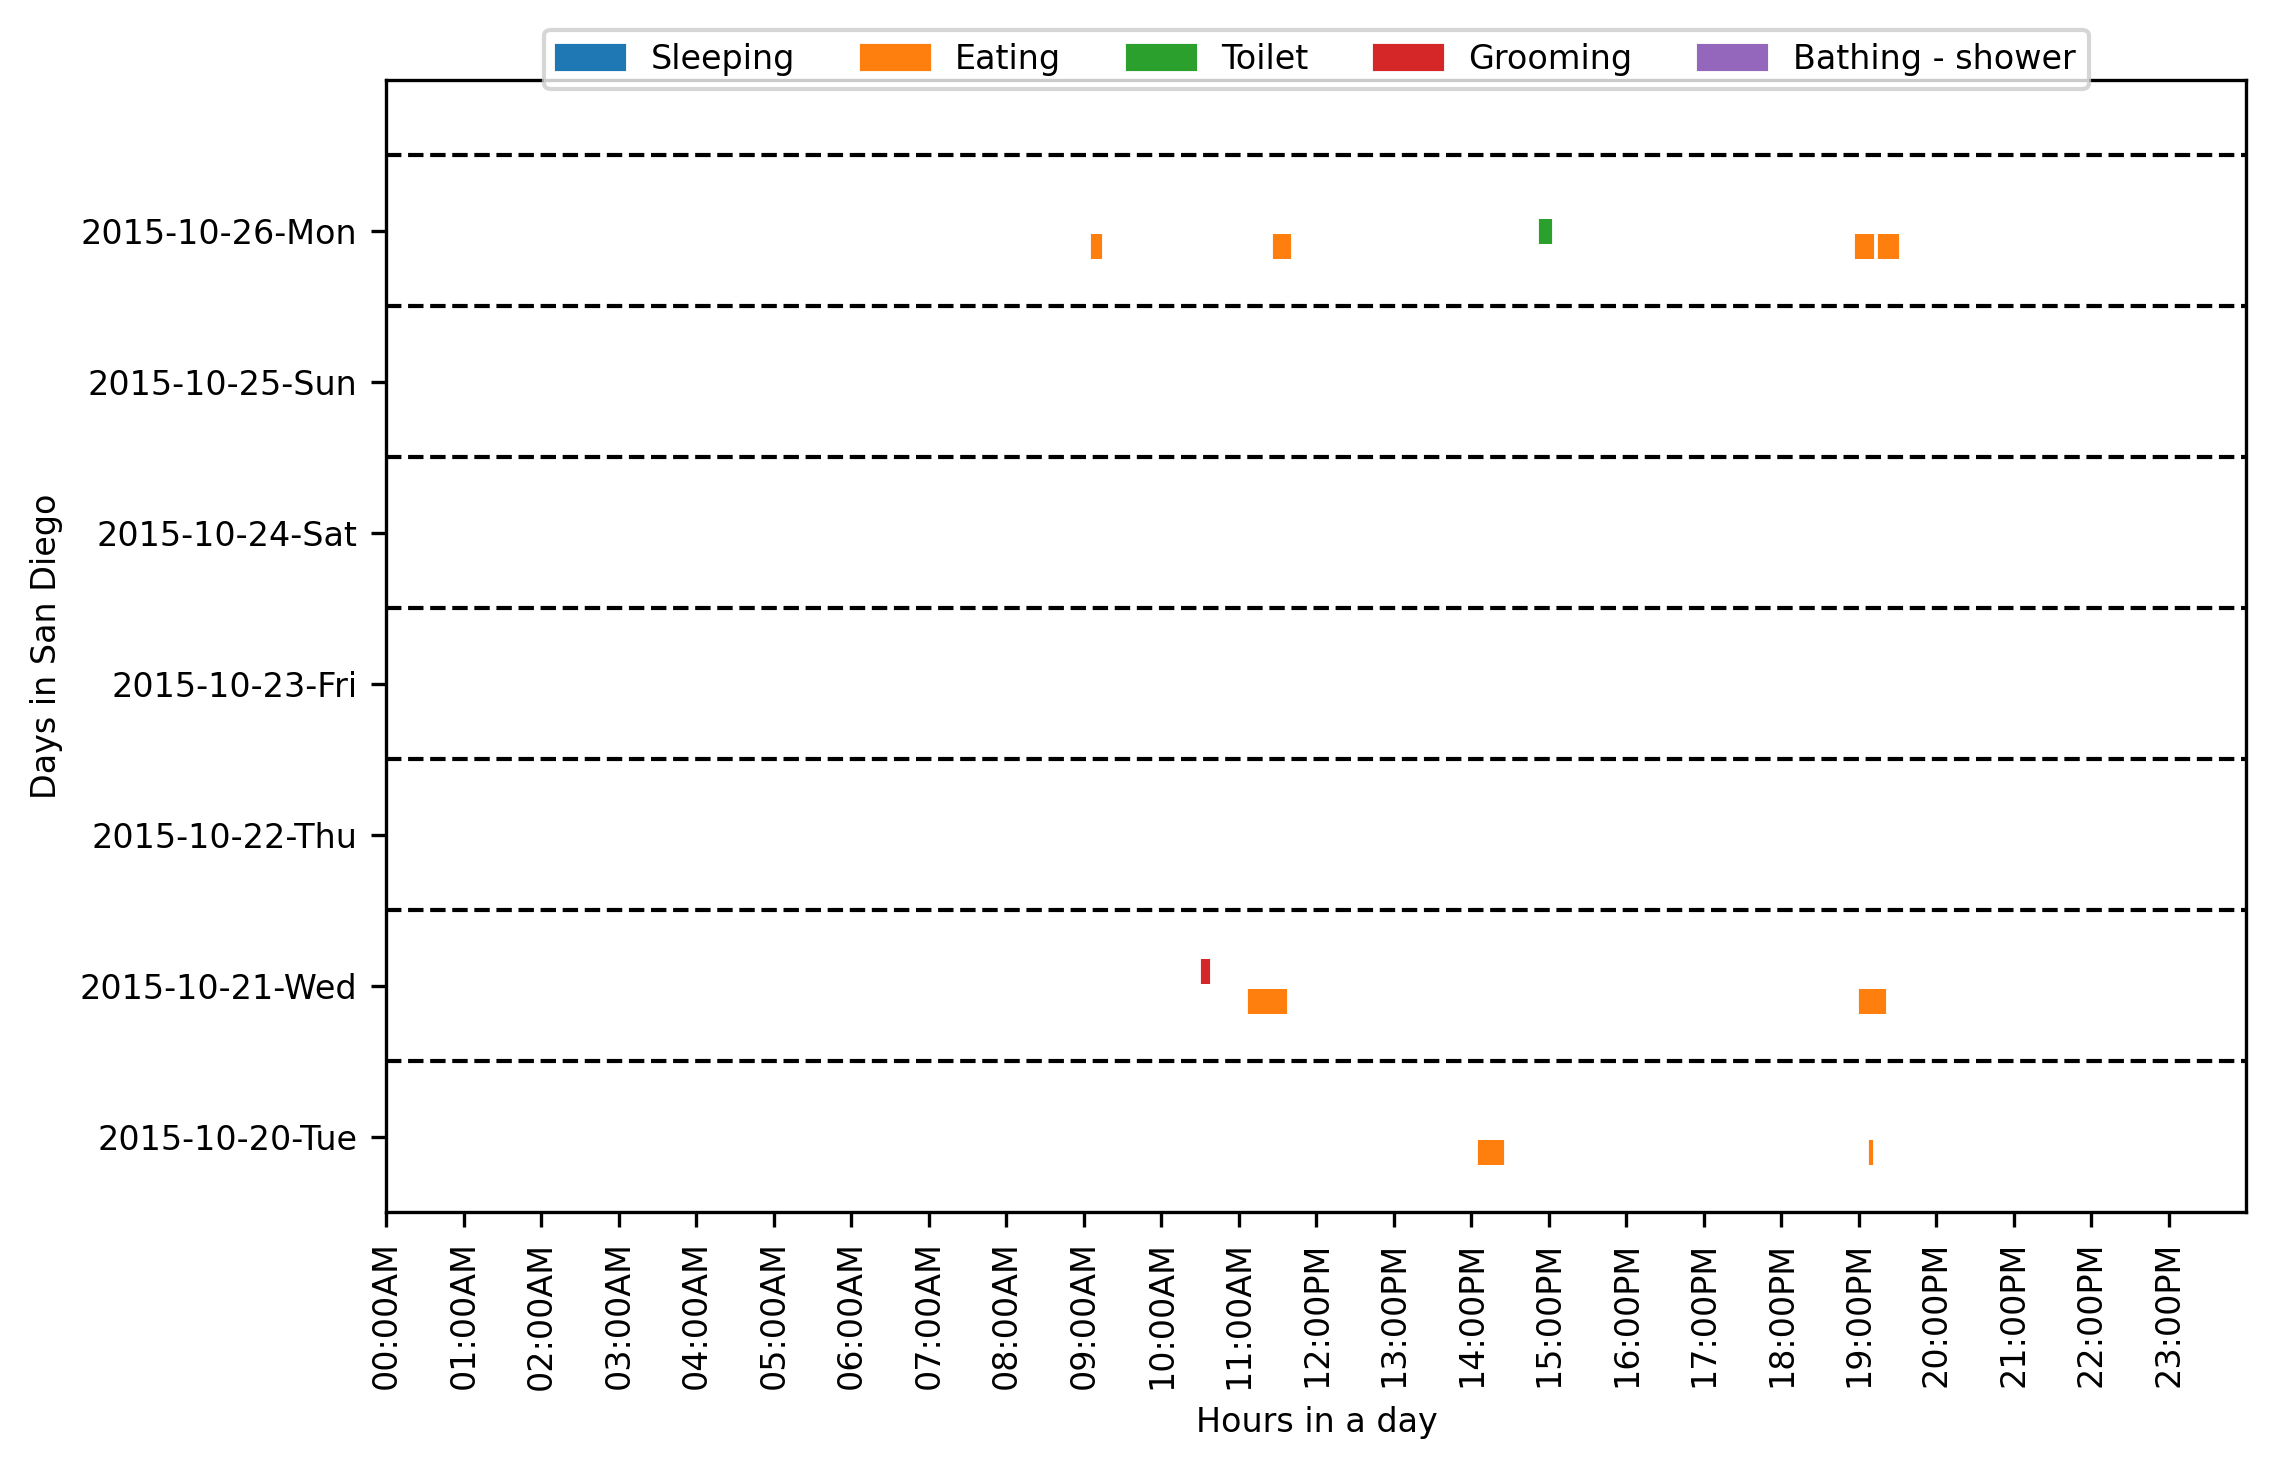 Sleeping Eating Toilet Grooming Bathing - shower
2015-10-26-Mon
2015-10-25-Sun
2015-10-24-Sat
2015-10-23-Fri
2015-10-22-Thu
2015-10-21-Wed
2015-10-20-Tue
Days in San Diego
00:00AM
01:00AM
02:00AM
03:00AM
04:00AM
05:00AM
06:00AM
07:00AM
08:00AM
09:00AM
10:00AM
11:00AM
12:00PM
13:00PM
14:00PM
15:00PM
16:00PM
17:00PM
18:00PM
19:00PM
20:00PM
21:00PM
22:00PM
23:00PM
Hours in a day